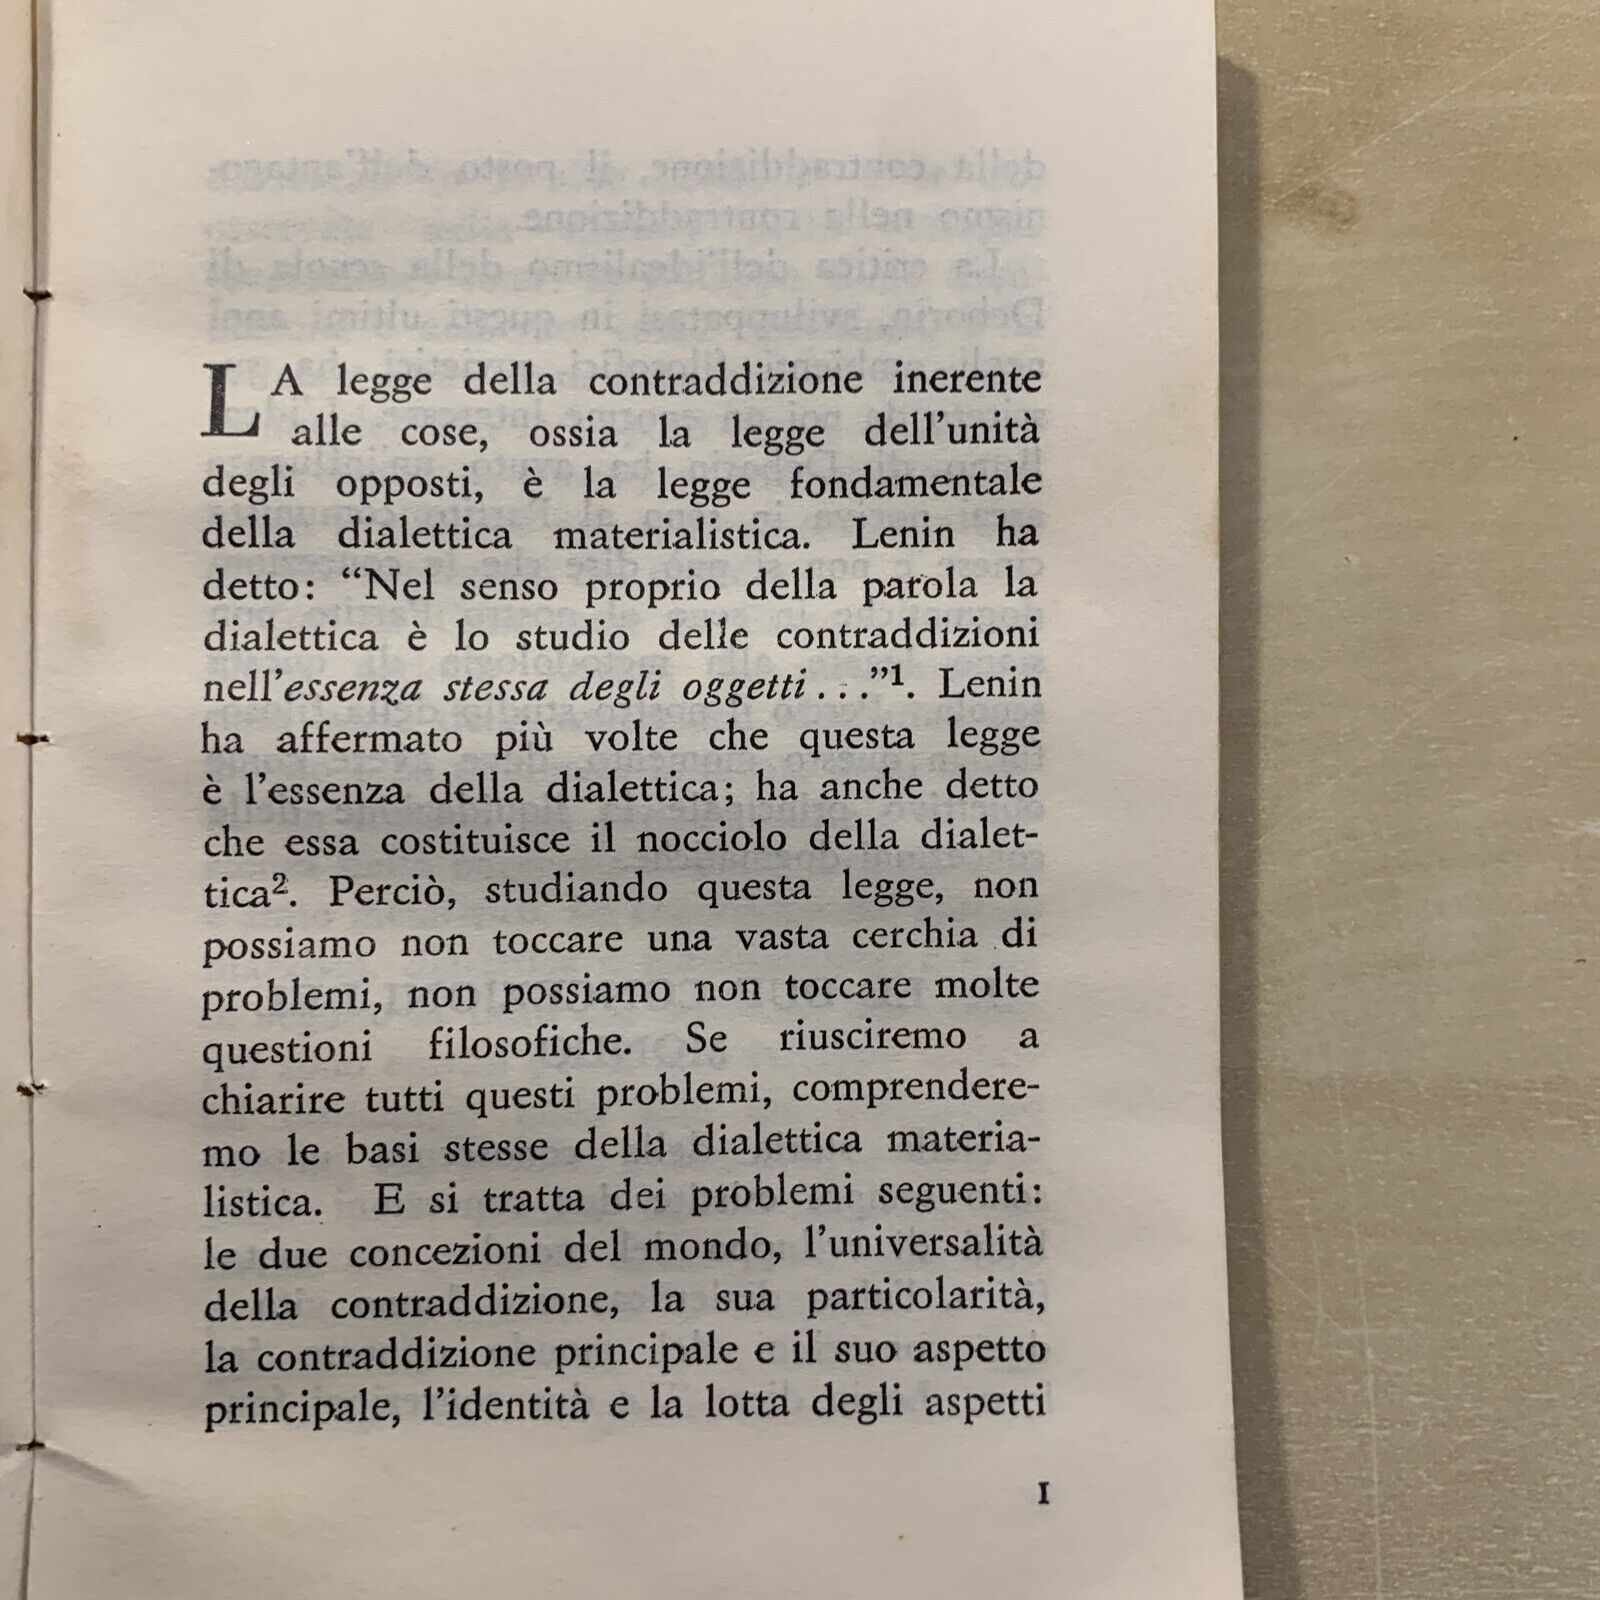 LA legge della contraddizione inerente
alle cose, ossia la legge dell'unità
degli opposti, è la legge fondamentale
della dialettica materialistica. Lenin ha
detto: “Nel senso proprio della parola la
dialettica è lo studio delle contraddizioni
nell'essenza stessa degli oggetti...”¹. Lenin
ha affermato più volte che questa legge
è l'essenza della dialettica; ha anche detto
che essa costituisce il nocciolo della dialet-
tica². Perciò, studiando questa legge, non
possiamo non toccare una vasta cerchia di
problemi, non possiamo non toccare molte
questioni filosofiche. Se riusciremo a
chiarire tutti questi problemi, comprendere-
mo le basi stesse della dialettica materia-
listica. E si tratta dei problemi seguenti:
le due concezioni del mondo, l'universalità
della contraddizione, la sua particolarità,
la contraddizione principale e il suo aspetto
principale, l'identità e la lotta degli aspetti
1